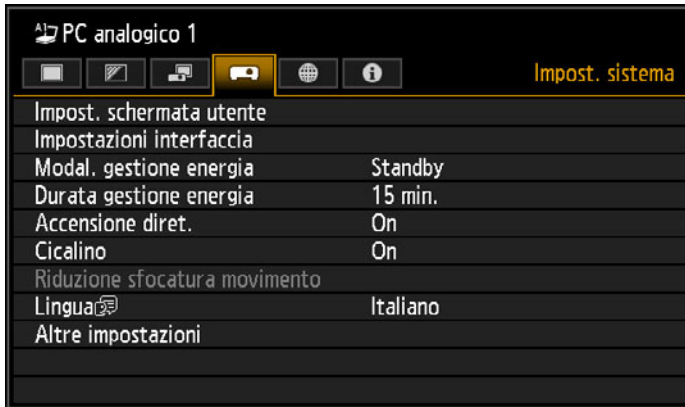 PC analogico 1
Impost. sistema
Impost. schermata utente
Impostazioni interfaccia
Modal. gestione energia Standby
Durata gestione energia 15 min.
Accensione diret. On
Cicalino On
Riduzione sfocatura movimento
Lingua Italiano
Altre impostazioni